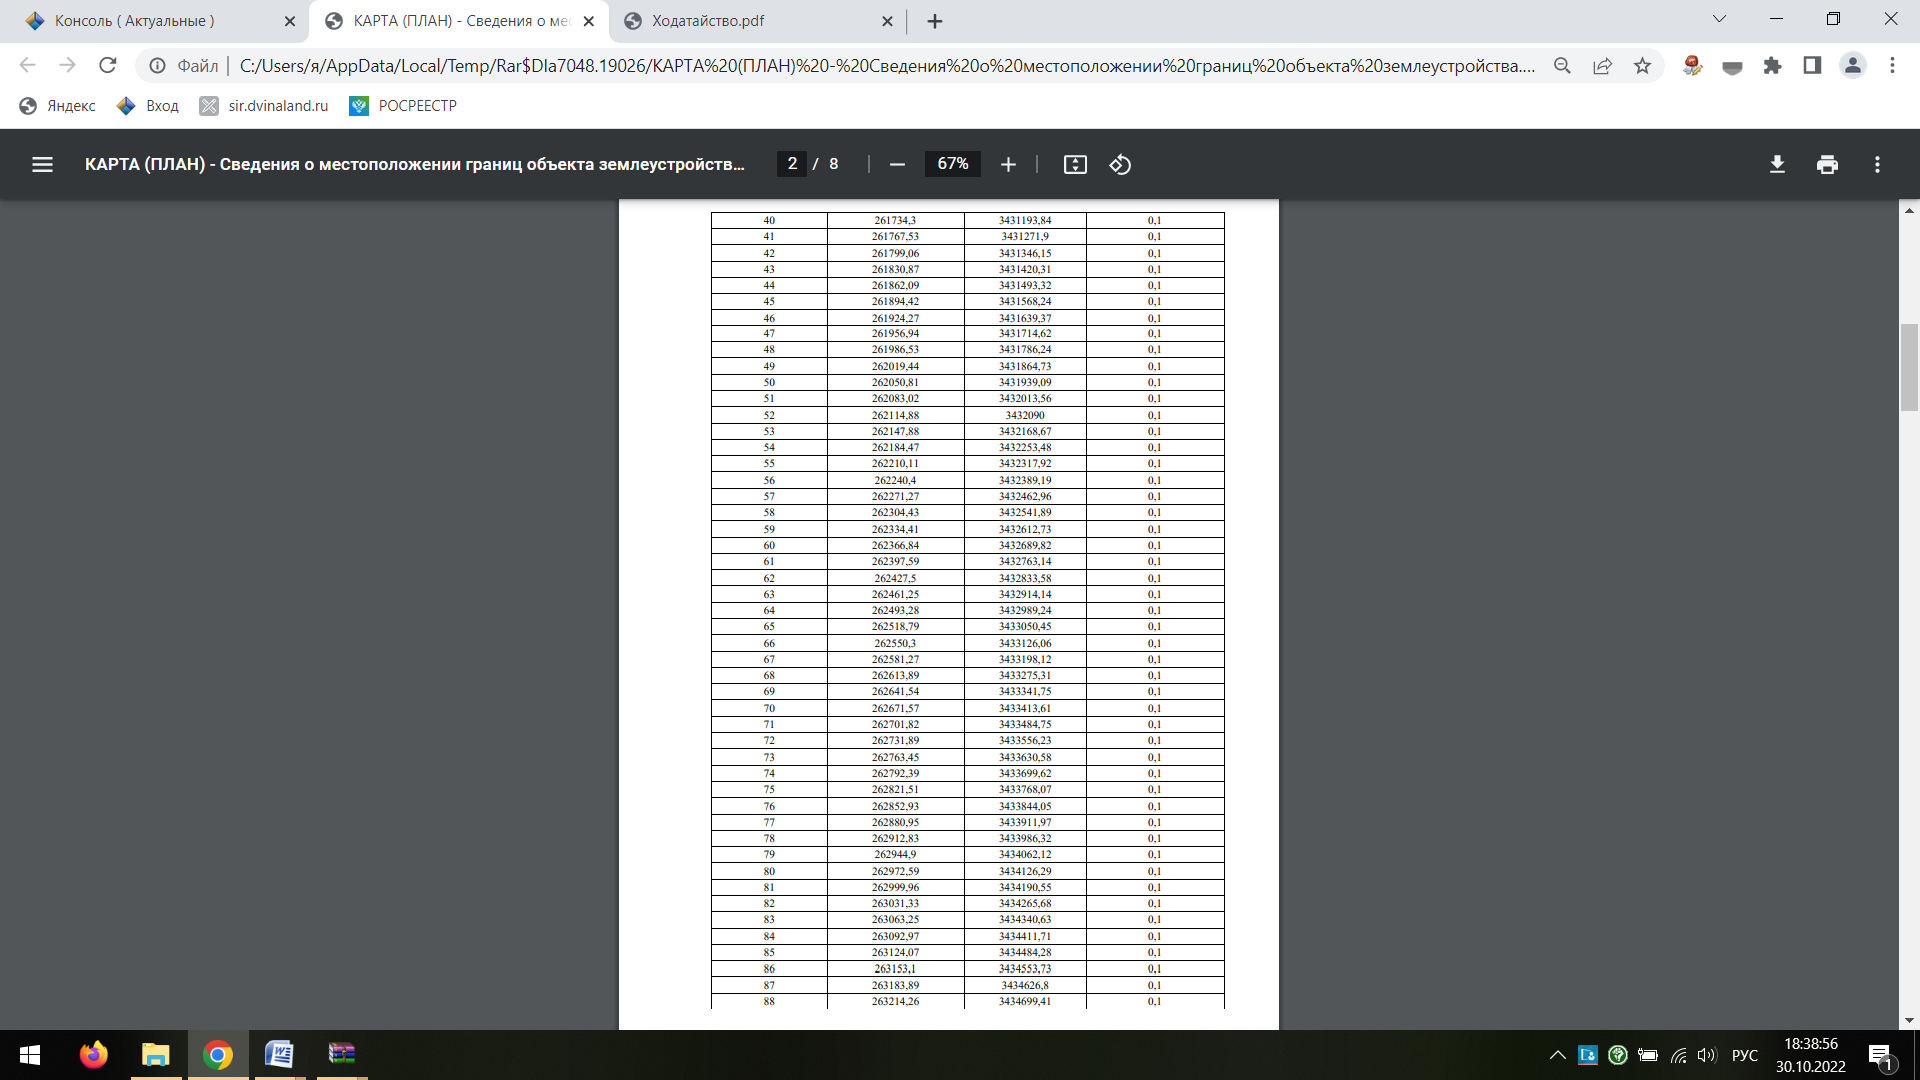 Консоль ( Актуальные )
КАРТА (ПЛАН) - Сведения о мес
Ходатайство.pdf
Файл
C:/Users/я/AppData/Local/Temp/Rar$DIa7048.19026/КАРТА%20(ПЛАН)%20-%20Сведения%20о%20местоположении%20границ%20объекта%20землеустройства....
Яндекс Вход sir.dvinaland.ru РОСРЕЕСТР
КАРТА (ПЛАН) - Сведения о местоположении границ объекта землеустройств... 2 / 8 67%
40 261734,3 3431193,84 0,1
41 261767,53 3431271,9 0,1
42 261799,06 3431346,15 0,1
43 261830,87 3431420,31 0,1
44 261862,09 3431493,32 0,1
45 261894,42 3431568,24 0,1
46 261924,27 3431639,37 0,1
47 261956,94 3431714,62 0,1
48 261986,53 3431786,24 0,1
49 262019,44 3431864,73 0,1
50 262050,81 3431939,09 0,1
51 262083,02 3432013,56 0,1
52 262114,88 3432090 0,1
53 262147,88 3432168,67 0,1
54 262184,47 3432253,48 0,1
55 262210,11 3432317,92 0,1
56 262240,4 3432389,19 0,1
57 262271,27 3432462,96 0,1
58 262304,43 3432541,89 0,1
59 262334,41 3432612,73 0,1
60 262366,84 3432689,82 0,1
61 262397,59 3432763,14 0,1
62 262427,5 3432833,58 0,1
63 262461,25 3432914,14 0,1
64 262493,28 3432989,24 0,1
65 262518,79 3433050,45 0,1
66 262550,3 3433126,06 0,1
67 262581,27 3433198,12 0,1
68 262613,89 3433275,31 0,1
69 262641,54 3433341,75 0,1
70 262671,57 3433413,61 0,1
71 262701,82 3433484,75 0,1
72 262731,89 3433556,23 0,1
73 262763,45 3433630,58 0,1
74 262792,39 3433699,62 0,1
75 262821,51 3433768,07 0,1
76 262852,93 3433844,05 0,1
77 262880,95 3433911,97 0,1
78 262912,83 3433986,32 0,1
79 262944,9 3434062,12 0,1
80 262972,59 3434126,29 0,1
81 262999,96 3434190,55 0,1
82 263031,33 3434265,68 0,1
83 263063,25 3434340,63 0,1
84 263092,97 3434411,71 0,1
85 263124,07 3434484,28 0,1
86 263153,1 3434553,73 0,1
87 263183,89 3434626,8 0,1
88 263214,26 3434699,41 0,1
РУС
18:38:56
30.10.2022
1